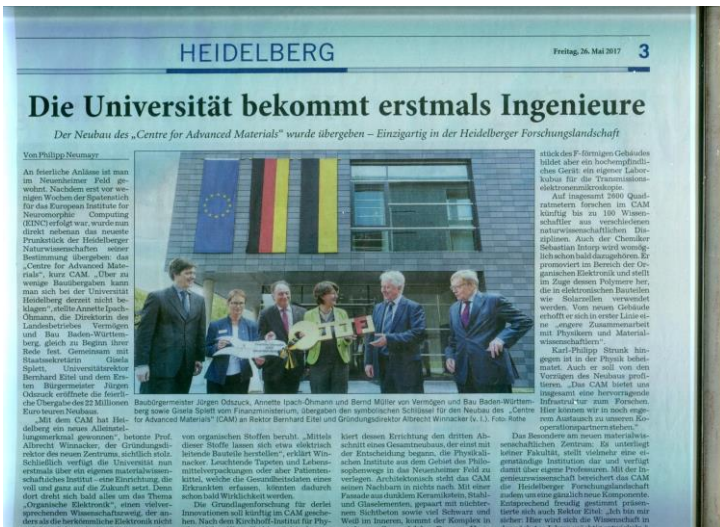 HEIDELBERG
Freitag, 26. Mai 2017 3
Die Universität bekommt erstmals Ingenieure
Der Neubau des „Centre for Advanced Materials“ wurde übergeben – Einzigartig in der Heidelberger Forschungslandschaft
Von Philipp Neumayr
An feierliche Anlässe ist man
im Neuenheimer Feld ge-
wohnt. Nachdem erst vor we-
nigen Wochen der Spatenstich
für das European Institute for
Neuromorphic Computing
(EINC) erfolgt war, wurde nun
direkt nebenan das neueste
Prunkstück der Heidelberger
Naturwissenschaften seiner
Bestimmung übergeben: das
„Centre for Advanced Mate-
rials“, kurz CAM. „Über zu
wenige Bauübergaben kann
man sich bei der Universität
Heidelberg derzeit nicht be-
klagen“, stellte Annette Ipach-
Öhmann, die Direktorin des
Landesbetriebes Vermögen
und Bau Baden-Württem-
berg, gleich zu Beginn ihrer
Rede fest. Gemeinsam mit
Staatssekretärin Gisela
Splett, Universitätsrektor
Bernhard Eitel und dem Ers-
ten Bürgermeister Jürgen
Odszuck eröffnete die feierli-
che Übergabe des 22 Millionen
Euro teuren Neubaus.
„Mit dem CAM hat Hei-
delberg ein neues Alleinstel-
lungsmerkmal gewonnen“, betonte Prof.
Albrecht Winnacker, der Gründungsdi-
rektor des neuen Zentrums, sichtlich stolz.
Schließlich verfügt die Universität nun
erstmals über ein eigenes materialwissen-
schaftliches Institut – eine Einrichtung, die
voll und ganz auf die Zukunft setzt. Denn
dort dreht sich bald alles um das Thema
„Organische Elektronik“, einen vielver-
sprechenden Wissenschaftszweig, der an-
ders als die herkömmliche Elektronik nicht
Baubürgermeister Jürgen Odszuck, Annette Ipach-Öhmann und Bernd Müller von Vermögen und Bau Baden-Württem-
berg sowie Gisela Splett vom Finanzministerium, übergaben den symbolischen Schlüssel für den Neubau des „Centre
for Advanced Materials“ (CAM) an Rektor Bernhard Eitel und Gründungsdirektor Albrecht Winnacker (v. l.). Foto: Rothe
von organischen Stoffen beruht. „Mittels
dieser Stoffe lassen sich etwa elektrisch
leitende Bauteile herstellen“, erklärt Win-
nacker. Leuchtende Tapeten und Lebens-
mittelverpackungen oder aber Patienten-
kittel, welche die Gesundheitsdaten eines
Erkrankten erfassen, könnten dadurch
schon bald Wirklichkeit werden.
Die Grundlagenforschung für derlei
Innovationen soll künftig im CAM gesche-
hen. Nach dem Kirchhoff-Institut für Phy-
kiert dessen Errichtung den dritten Ab-
schnitt eines Gesamtneubaus, der einst mit
der Entscheidung begann, die Physikali-
schen Institute aus dem Gebiet des Philo-
sophenwegs in das Neuenheimer Feld zu
verlegen. Architektonisch steht das CAM
seinen Nachbarn in nichts nach. Mit einer
Fassade aus dunklen Keramikstein, Stahl-
und Glaselementen, gepaart mit nüchter-
nem Sichtbeton sowie viel Schwarz und
Weiß im Inneren, kommt der Komplex in
stück des F-förmigen Gebäudes
bildet aber ein hochempfindli-
ches Gerät: ein eigener Labor-
kubus für die Transmissions-
elektronenmikroskopie.
Auf insgesamt 2600 Quad-
ratmetern forschen im CAM
künftig bis zu 100 Wissen-
schaftler aus verschiedenen
naturwissenschaftlichen Dis-
ziplinen. Auch der Chemiker
Sebastian Intorp wird womög-
lich schon bald dazugehören. Er
promoviert im Bereich der Or-
ganischen Elektronik und stellt
im Zuge dessen Polymere her,
die in elektronischen Bauteilen
wie Solarzellen verwendet
werden. Vom neuen Gebäude
erhofft er sich in erster Linie ei-
ne „engere Zusammenarbeit
mit Physikern und Material-
wissenschaftlern“.
Karl-Philipp Strunk hin-
gegen ist in der Physik behei-
matet. Auch er soll von den
Vorzügen des Neubaus profi-
tieren. „Das CAM bietet uns
insgesamt eine hervorragende
Infrastruktur zum Forschen.
Hier können wir in noch enge-
ren Austausch zu unseren Ko-
operationspartnern stehen.“
Das Besondere am neuen materialwis-
senschaftlichen Zentrum: Es unterliegt
keiner Fakultät, stellt vielmehr eine ei-
genständige Institution dar und verfügt
damit über eigene Professuren. Mit der In-
genieurwissenschaft bereichert das CAM
die Heidelberger Forschungslandschaft
zudem um eine gänzlich neue Komponente.
Entsprechend freudig gestimmt präsen-
tierte sich auch Rektor Eitel: „Ich bin mir
sicher: Hier wird sich die Wissenschaft in